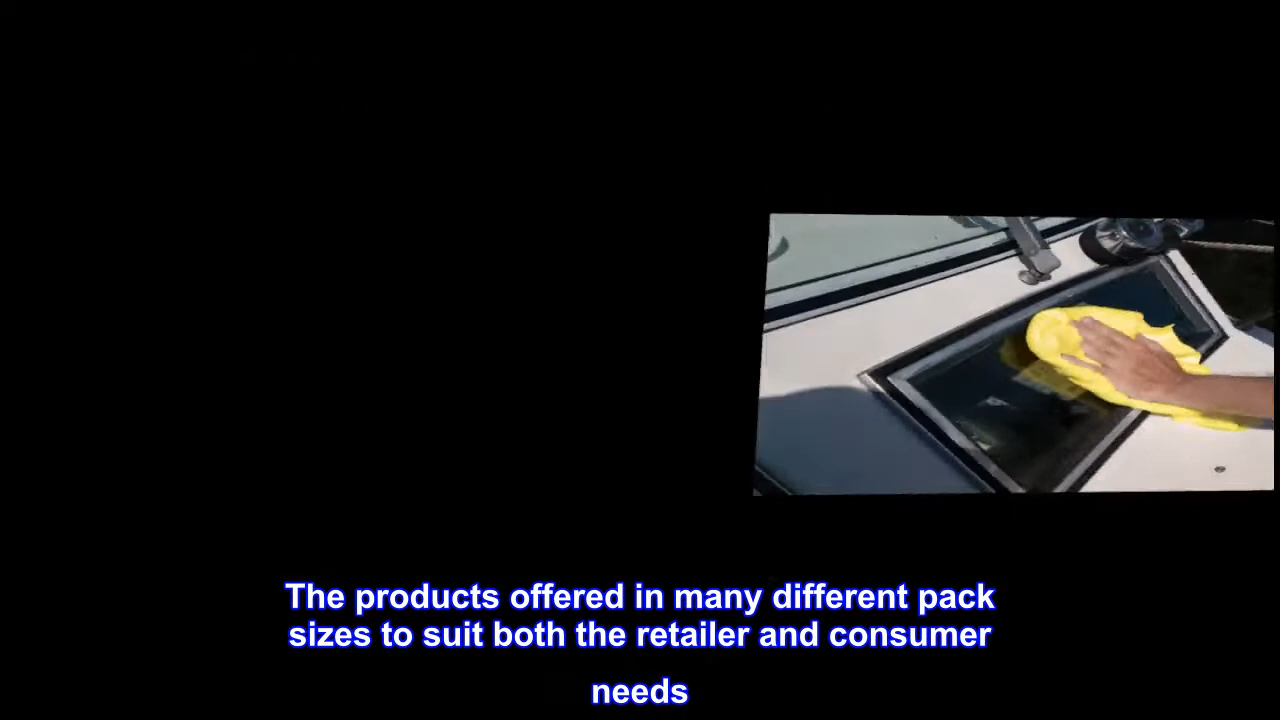 The products offered in many different pack
sizes to suit both the retailer and consumer
needs